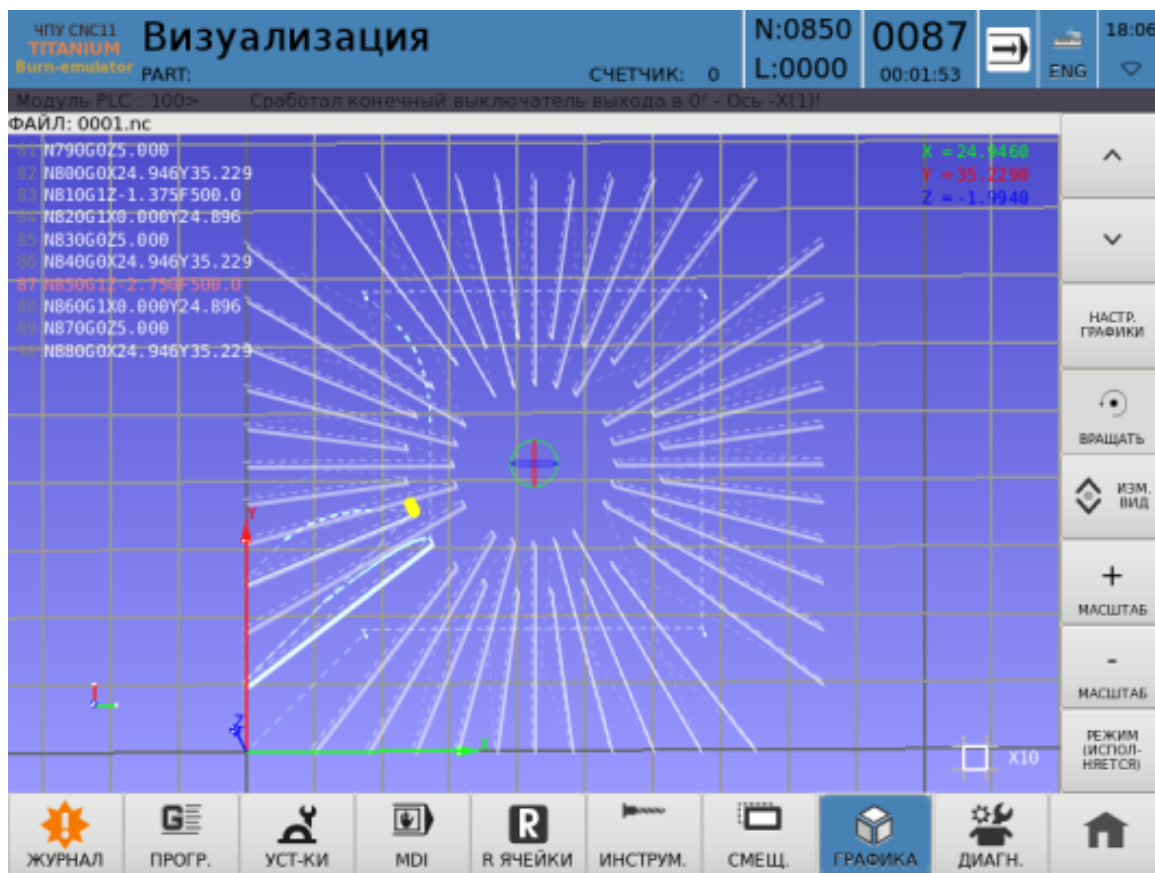 ЧПУ CNC11
TITANIUM
Burn-emulator
Визуализация
PART:
СЧЕТЧИК: 0
N:0850
L:0000
0087
00:01:53
ENG
18:06
Модуль PLC : 100> Сработал конечный выключатель выхода в 0! - Ось -X(1)!
ФАЙЛ: 0001.nc
81 N790G0Z5.000
82 N800G0X24.946Y35.229
83 N810G1Z-1.375F500.0
84 N820G1X0.000Y24.896
85 N830G0Z5.000
86 N840G0X24.946Y35.229
87 N850G1Z-2.750F500.0
88 N860G1X0.000Y24.896
89 N870G0Z5.000
90 N880G0X24.946Y35.229
X = 24.9460
Y = 35.2290
Z = -1.9940
Y
Z
X
X10
НАСТР.
ГРАФИКИ
ВРАЩАТЬ
ИЗМ.
ВИД
+
МАСШТАБ
-
МАСШТАБ
РЕЖИМ
(ИСПОЛ-
НЯЕТСЯ)
ЖУРНАЛ
G
ПРОГР.
УСТ-КИ
MDI
R
R ЯЧЕЙКИ
ИНСТРУМ.
СМЕЩ.
ГРАФИКА
ДИАГН.